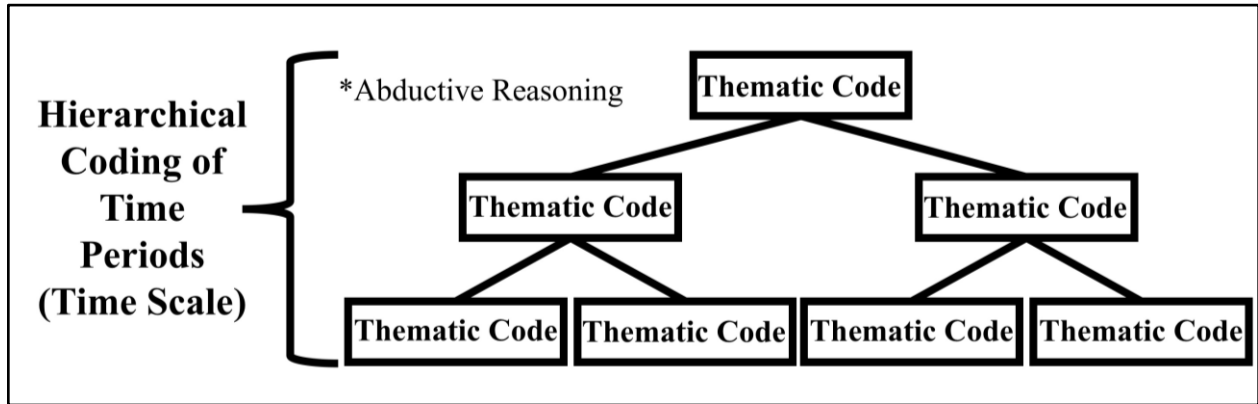 Hierarchical
Coding of
Time
Periods
(Time Scale)
*Abductive Reasoning
Thematic Code
Thematic Code
Thematic Code
Thematic Code
Thematic Code
Thematic Code
Thematic Code